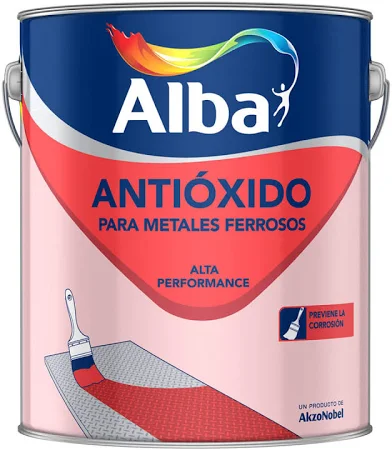 Alba
ANTIÓXIDO
PARA METALES FERROSOS
ALTA
PERFORMANCE
PREVIENE LA
CORROSIÓN
UN PRODUCTO DE
AkzoNobel